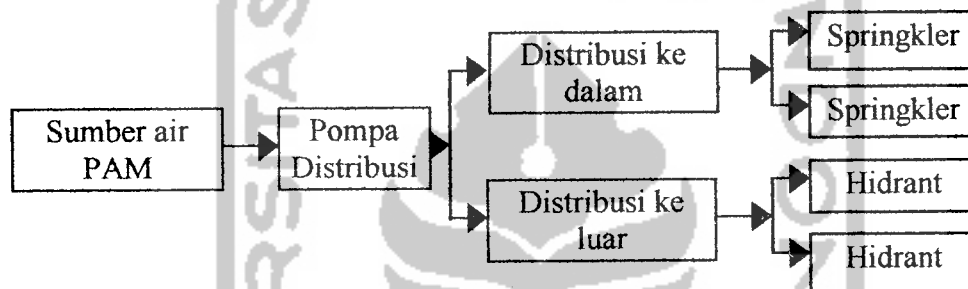 Sumber air
PAM
Pompa
Distribusi
Distribusi ke
dalam
Springkler
Springkler
Distribusi ke
luar
Hidrant
Hidrant